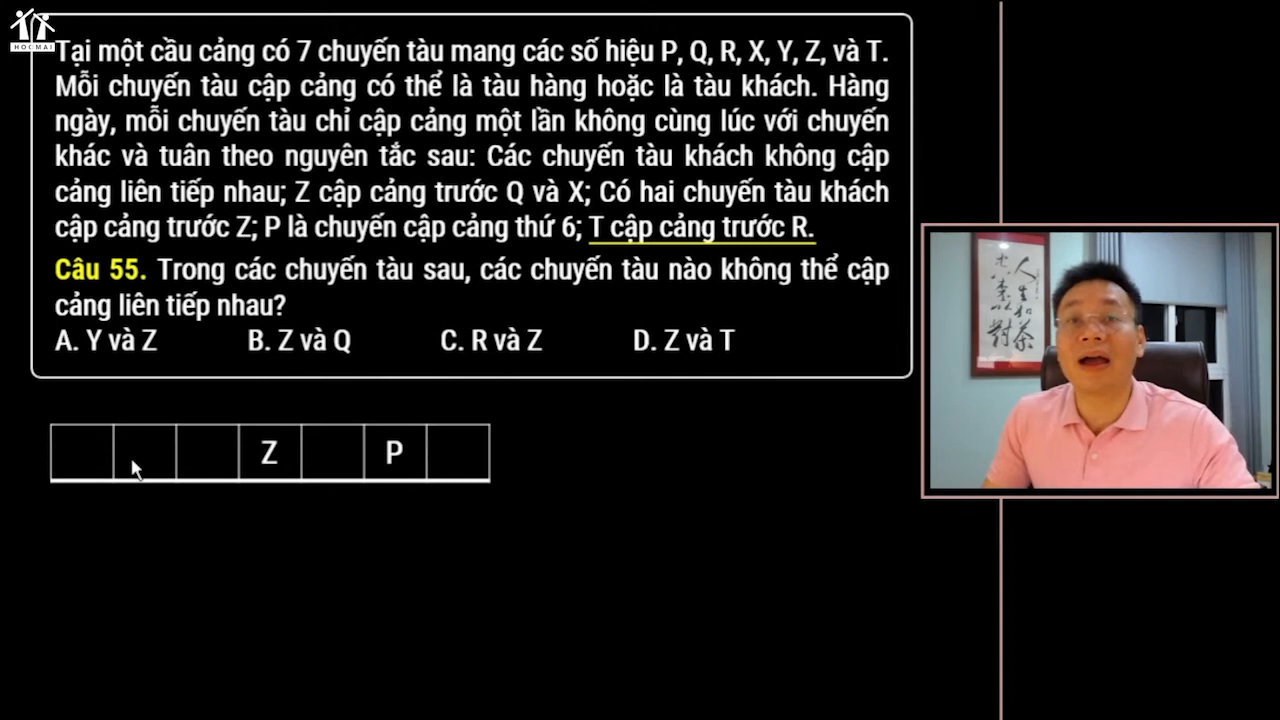 HOCMAI
Tại một cầu cảng có 7 chuyến tàu mang các số hiệu P, Q, R, X, Y, Z, và T.
Mỗi chuyến tàu cập cảng có thể là tàu hàng hoặc là tàu khách. Hàng
ngày, mỗi chuyến tàu chỉ cập cảng một lần không cùng lúc với chuyến
khác và tuân theo nguyên tắc sau: Các chuyến tàu khách không cập
cảng liên tiếp nhau; Z cập cảng trước Q và X; Có hai chuyến tàu khách
cập cảng trước Z; P là chuyến cập cảng thứ 6; T cập cảng trước R.
Câu 55. Trong các chuyến tàu sau, các chuyến tàu nào không thể cập
cảng liên tiếp nhau?
A. Y và Z B. Z và Q C. R và Z D. Z và T
Z P